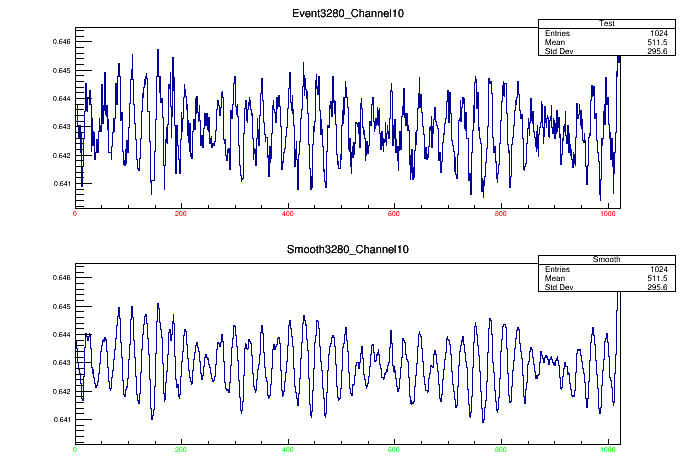 Event3280_Channel10
Test
Entries 1024
Mean 511.5
Std Dev 295.6
0.646
0.645
0.644
0.643
0.642
0.641
0 200 400 600 800 1000
Smooth3280_Channel10
Smooth
Entries 1024
Mean 511.5
Std Dev 295.6
0.646
0.645
0.644
0.643
0.642
0.641
0 200 400 600 800 1000